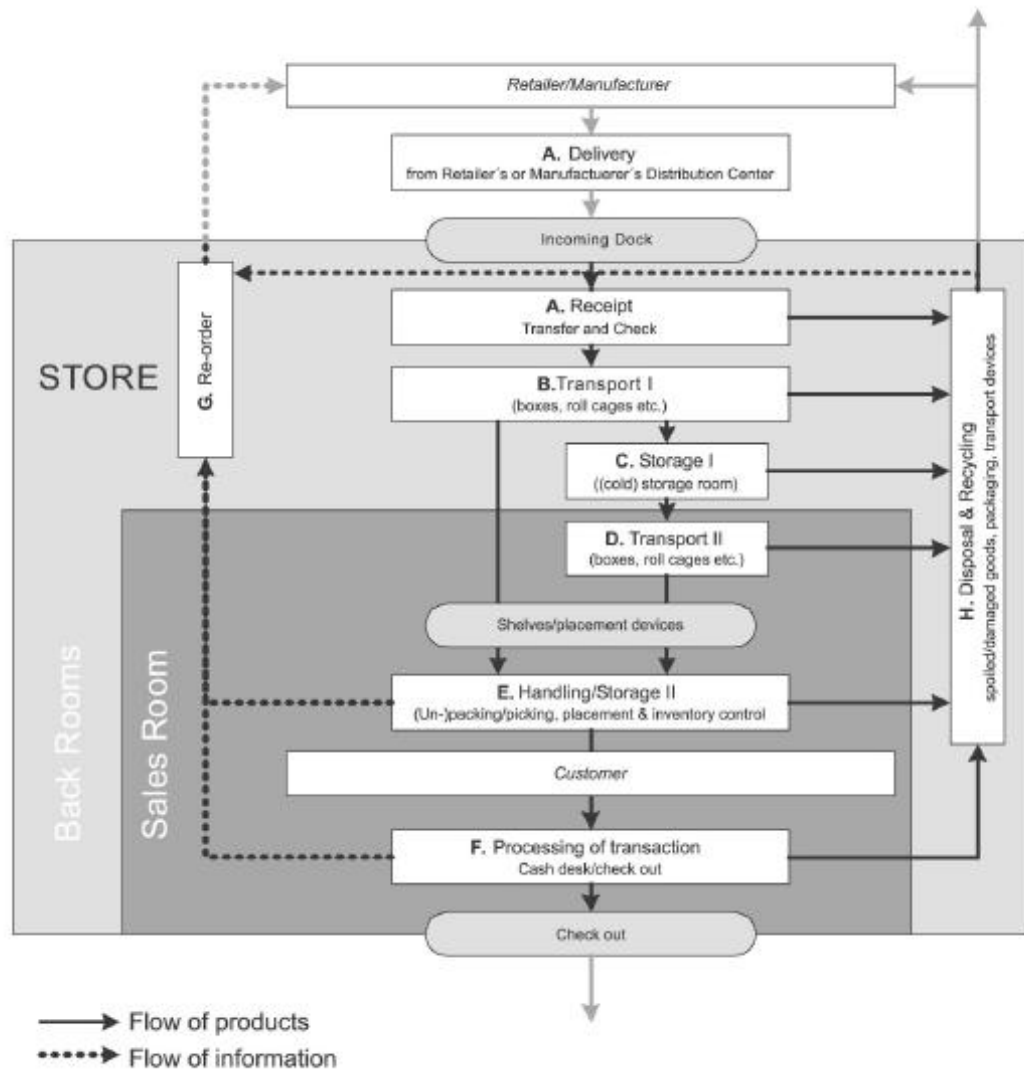 Retailer/Manufacturer
A. Delivery
from Retailer´s or Manufactuerer´s Distribution Center
Incoming Dock
A. Receipt
Transfer and Check
STORE
G. Re-order
B.Transport I
(boxes, roll cages etc.)
C. Storage I
((cold) storage room)
D. Transport II
(boxes, roll cages etc.)
H. Disposal & Recycling
spoiled/damaged goods, packaging, transport devices
Shelves/placement devices
E. Handling/Storage II
(Un-)packing/picking, placement & inventory control
Back Rooms
Sales Room
Customer
F. Processing of transaction
Cash desk/check out
Check out
Flow of products
Flow of information